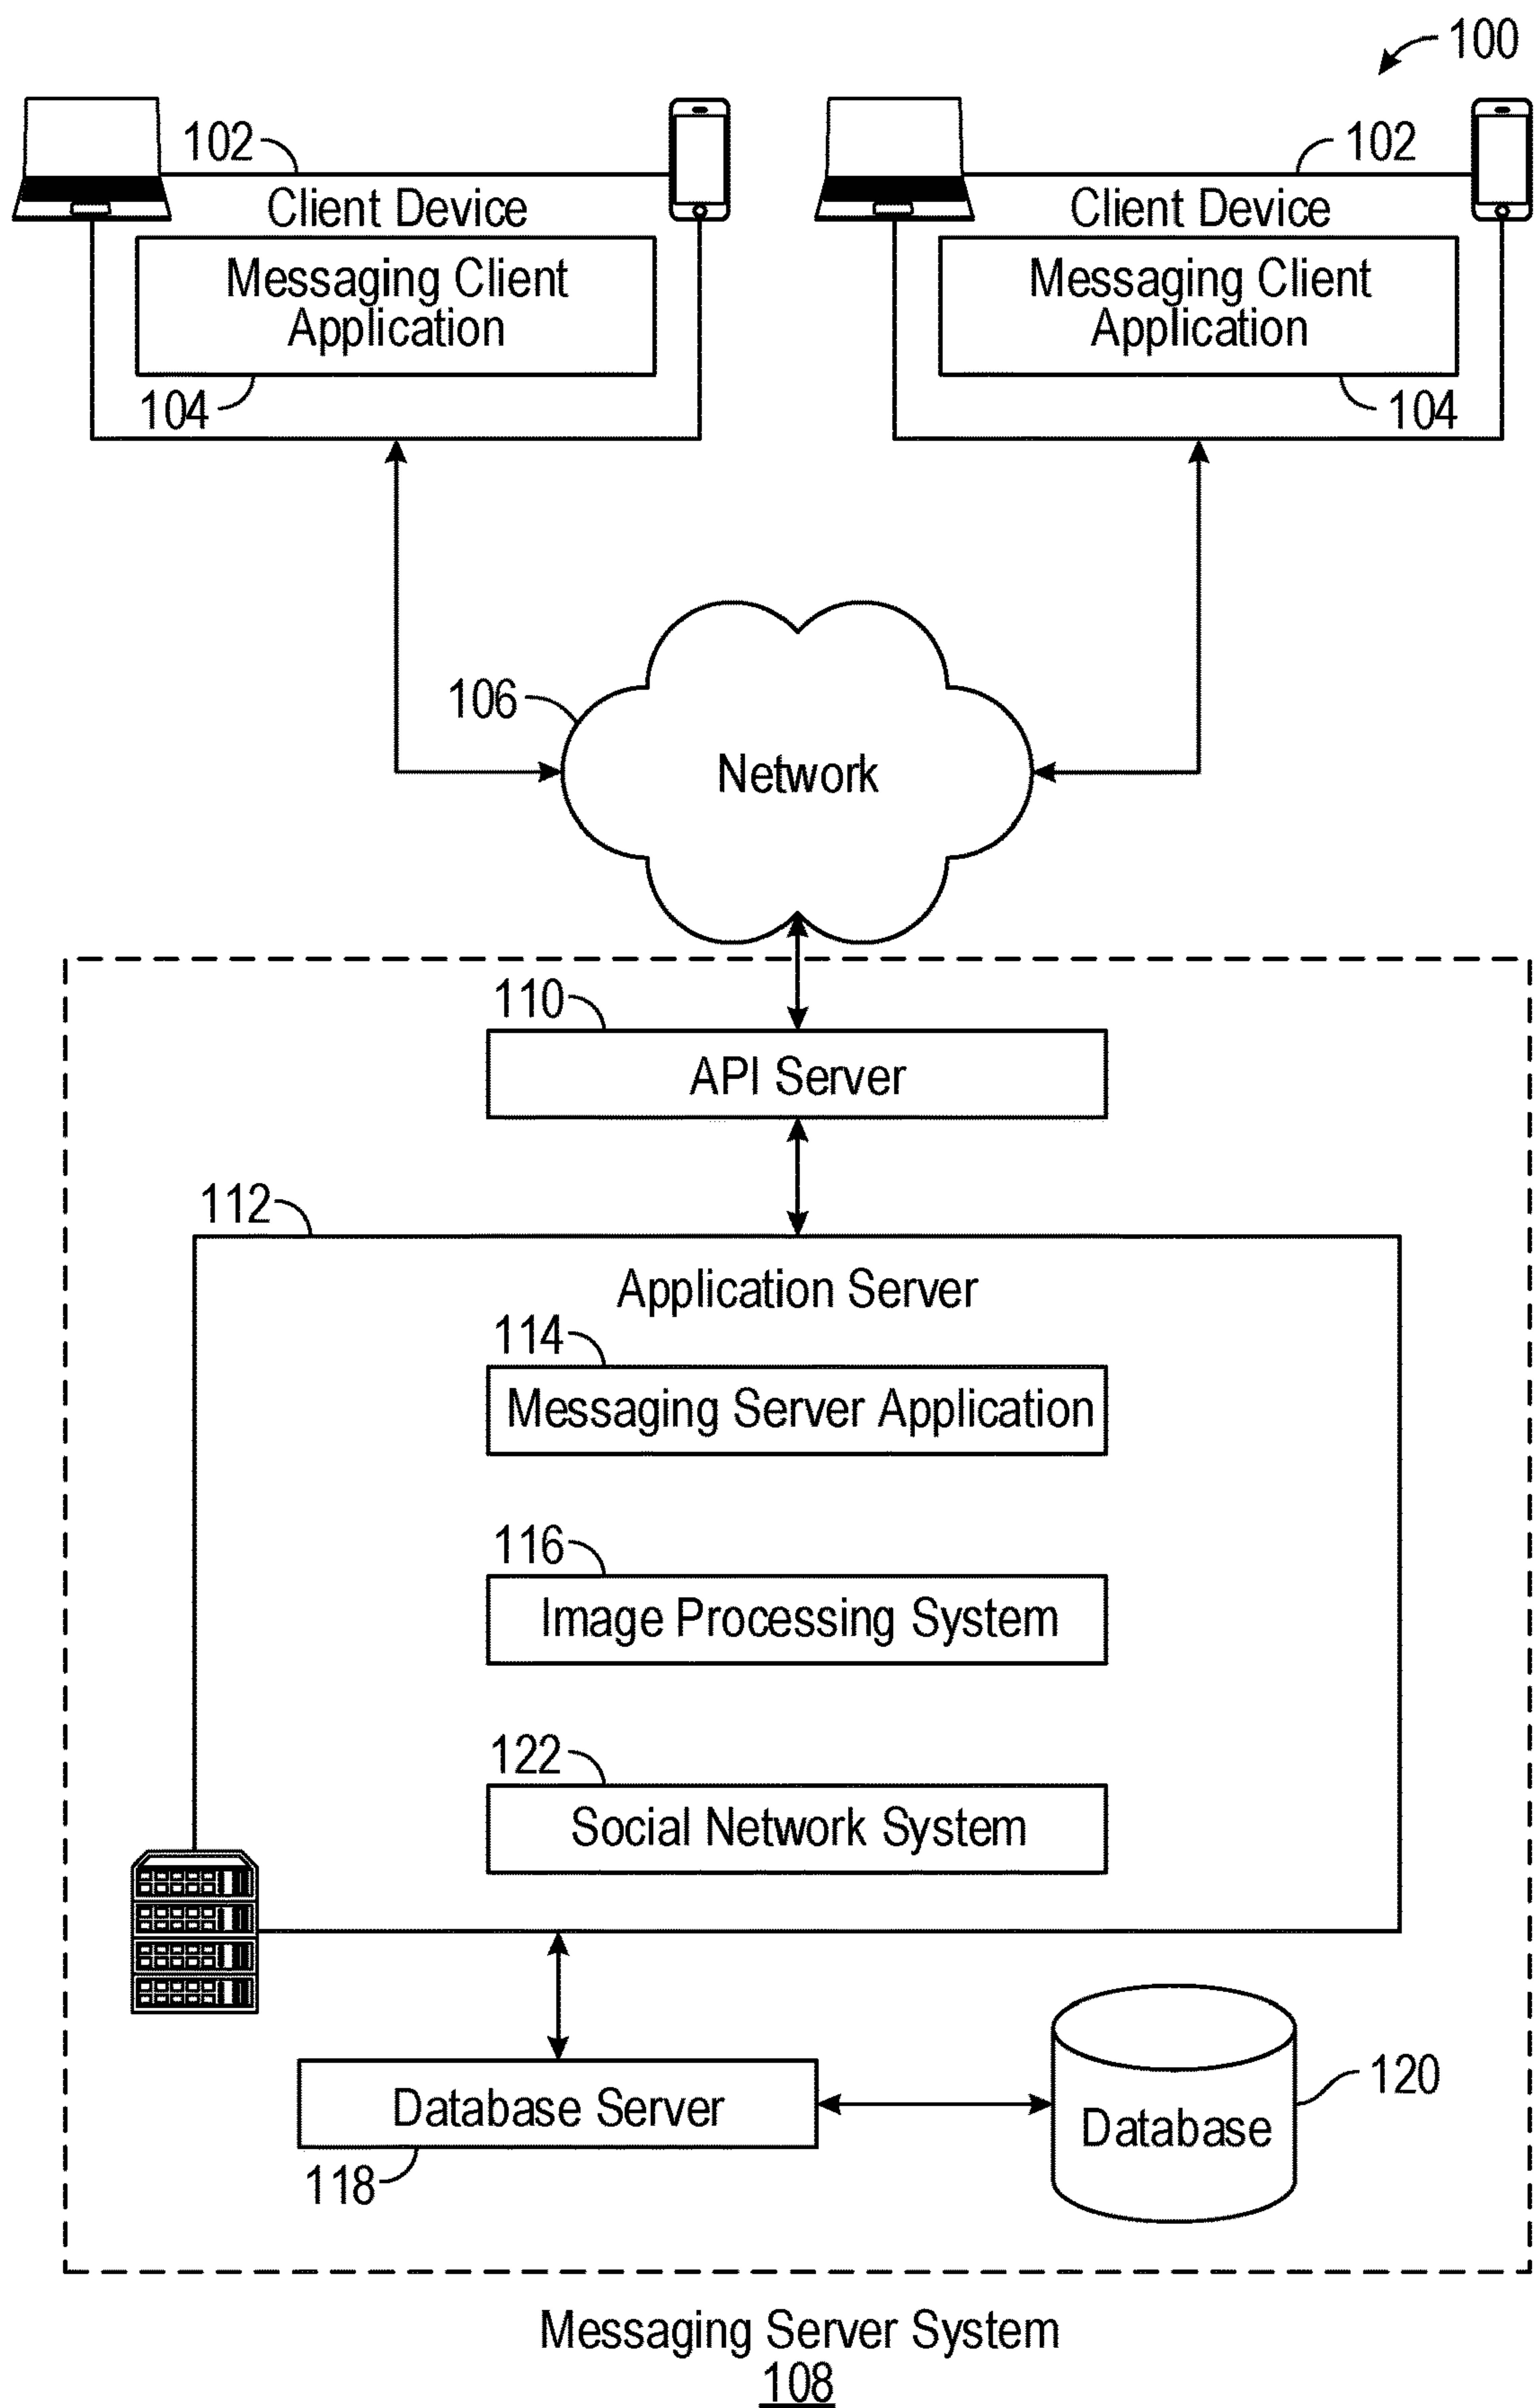 100
102
102
Client Device
Client Device
Messaging Client
Application
Messaging Client
Application
104
104
106
Network
110
API Server
112
Application Server
114
Messaging Server Application
116
Image Processing System
122
Social Network System
Database Server
118
Database
120
Messaging Server System
108